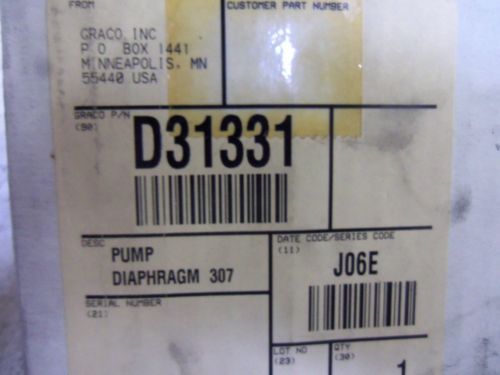 FROM
CUSTOMER PART NUMBER
GRACO INC
P O BOX 1441
MINNEAPOLIS, MN
55440 USA
GRACO P/N
(90)
D31331
DESC
PUMP
DIAPHRAGM 307
DATE CODE/SERIES CODE
(11)
J06E
SERIAL NUMBER
(21)
LOT NO
(23)
QTY
(30)
1